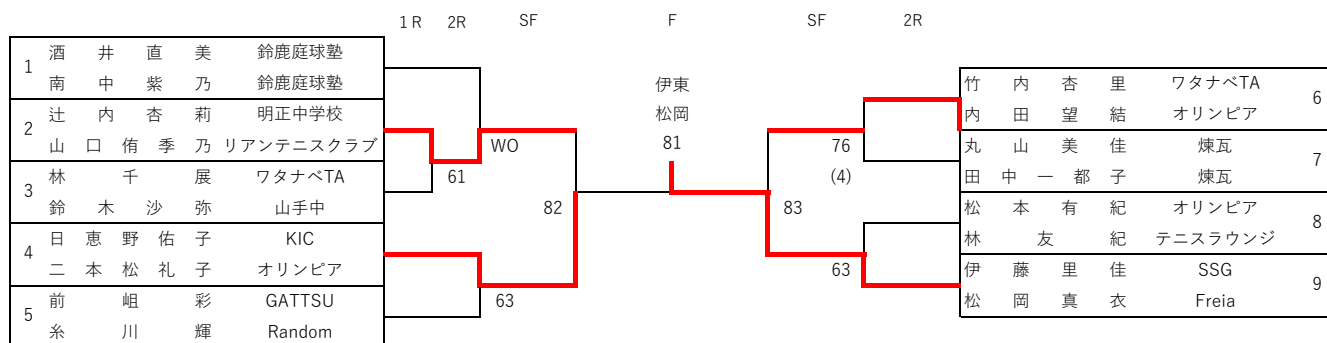 1R 2R SF F SF 2R
1 酒井直美 鈴鹿庭球塾
南中紫乃 鈴鹿庭球塾
2 辻内杏莉 明正中学校
山口侑季乃 リアンテニスクラブ
3 林千展 ワタナベTA
鈴木沙弥 山手中
4 日恵野佑子 KIC
二本松礼子 オリンピア
5 前岨彩 GATTSU
糸川輝 Random
61
WO
63
82
伊東
松岡
81
83
76
(4)
63
竹内杏里 ワタナベTA 6
内田望結 オリンピア
丸山美佳 煉瓦 7
田中一都子 煉瓦
松本有紀 オリンピア 8
林友紀 テニスラウンジ
伊藤里佳 SSG 9
松岡真衣 Freia